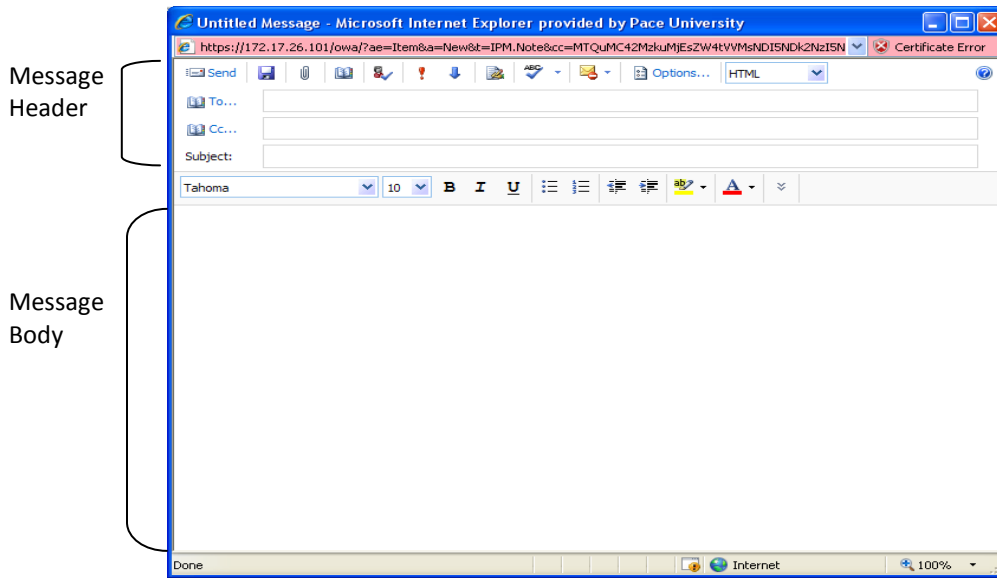 Untitled Message - Microsoft Internet Explorer provided by Pace University
https://172.17.26.101/owa/?ae=Item&a=New&t=IPM.Note&cc=MTQuMC42MzkuMjEsZW4tVVMsNDI5NDk2NzI5N
Certificate Error
Message
Header
Send
ABC
Options...
HTML
To...
Cc...
Subject:
Tahoma
10
B I U
ab
A
Message
Body
Done
Internet
100%